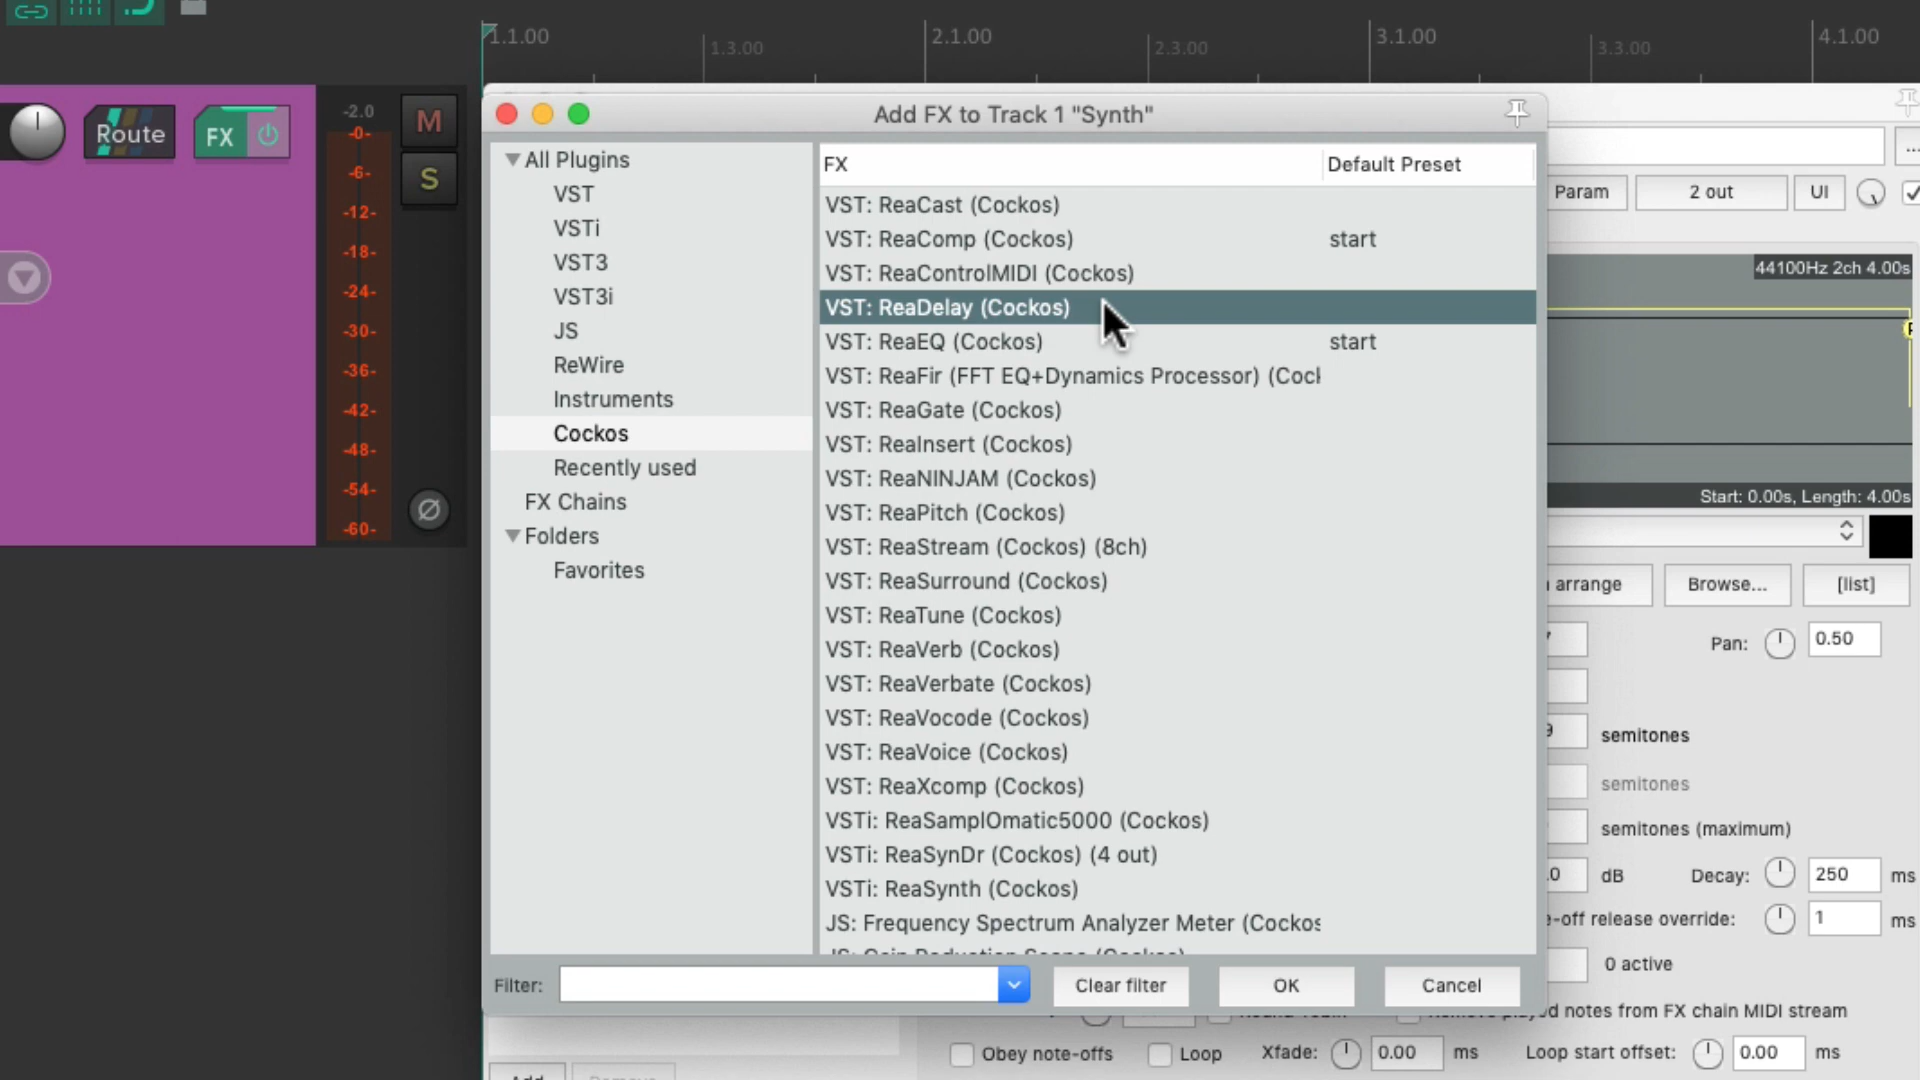 1.1.00
1.3.00
2.1.00
2.3.00
3.1.00
3.3.00
4.1.00
Route
FX
-2.0
-0-
-6-
-12-
-18-
-24-
-30-
-36-
-42-
-48-
-54-
-60-
M
S
Add FX to Track 1 "Synth"
All Plugins
VST
VSTi
VST3
VST3i
JS
ReWire
Instruments
Cockos
Recently used
FX Chains
Folders
Favorites
FX
Default Preset
VST: ReaCast (Cockos)
VST: ReaComp (Cockos)
start
VST: ReaControlMIDI (Cockos)
VST: ReaDelay (Cockos)
VST: ReaEQ (Cockos)
start
VST: ReaFir (FFT EQ+Dynamics Processor) (Cock
VST: ReaGate (Cockos)
VST: ReaInsert (Cockos)
VST: ReaNINJAM (Cockos)
VST: ReaPitch (Cockos)
VST: ReaStream (Cockos) (8ch)
VST: ReaSurround (Cockos)
VST: ReaTune (Cockos)
VST: ReaVerb (Cockos)
VST: ReaVerbate (Cockos)
VST: ReaVocode (Cockos)
VST: ReaVoice (Cockos)
VST: ReaXcomp (Cockos)
VSTi: ReaSamplOmatic5000 (Cockos)
VSTi: ReaSynDr (Cockos) (4 out)
VSTi: ReaSynth (Cockos)
JS: Frequency Spectrum Analyzer Meter (Cockos
Filter:
Clear filter
OK
Cancel
...
Param
2 out
UI
44100Hz 2ch 4.00s
Start: 0.00s, Length: 4.00s
arrange
Browse...
[list]
Pan:
0.50
semitones
semitones
semitones (maximum)
.0
dB
Decay:
250
ms
e-off release override:
1
ms
0 active
played notes from FX chain MIDI stream
Obey note-offs
Loop
Xfade:
0.00
ms
Loop start offset:
0.00
ms